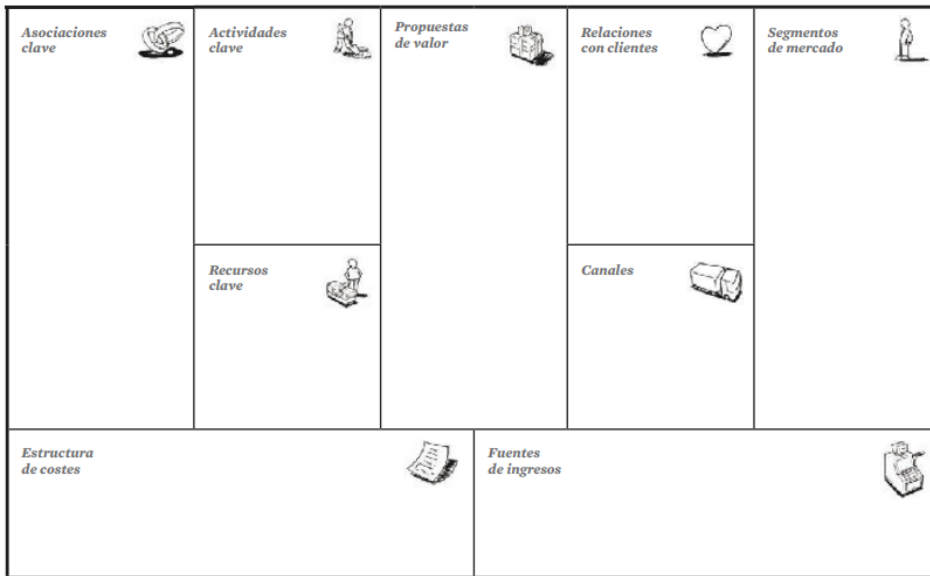 Asociaciones
clave
Actividades
clave
Propuestas
de valor
Relaciones
con clientes
Segmentos
de mercado
Recursos
clave
Canales
Estructura
de costes
Fuentes
de ingresos